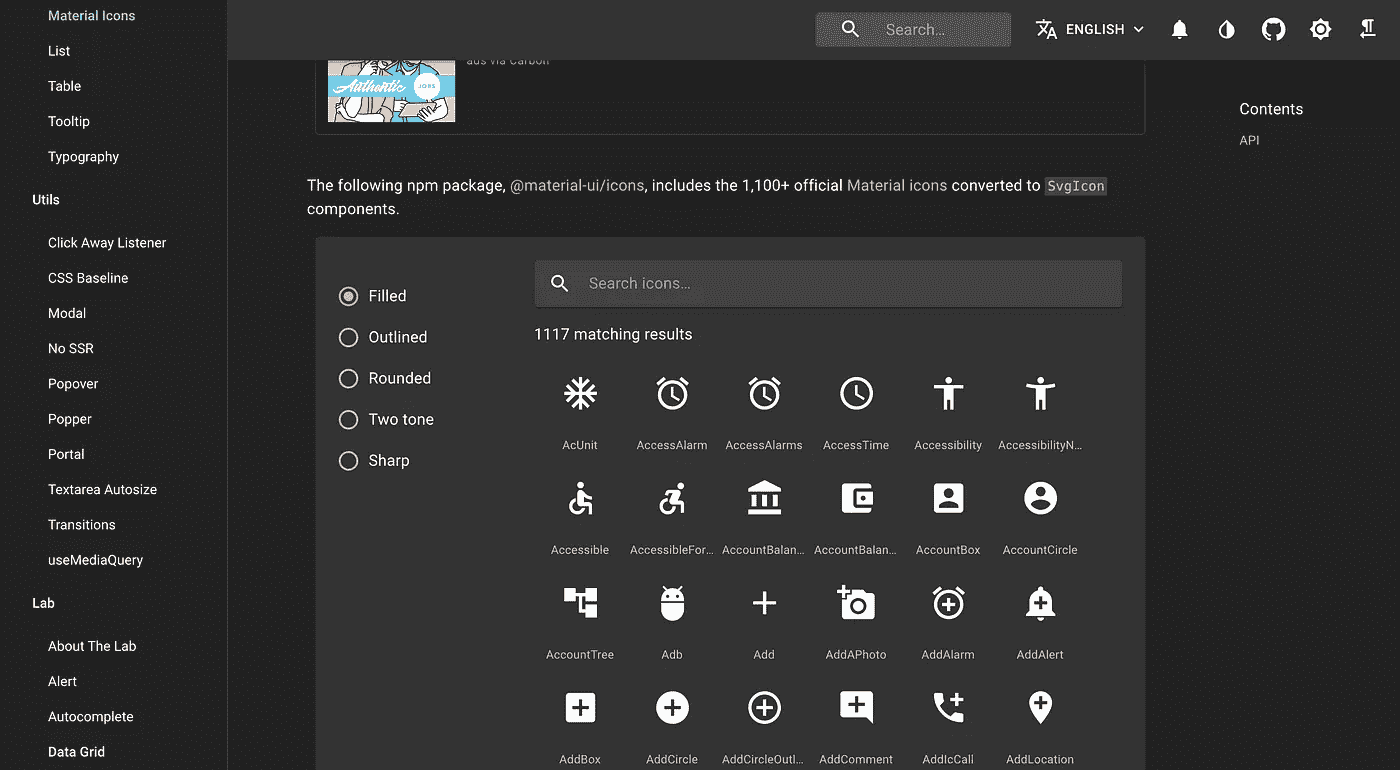 Material Icons
List
Table
Tooltip
Typography
Utils
Click Away Listener
CSS Baseline
Modal
No SSR
Popover
Popper
Portal
Textarea Autosize
Transitions
useMediaQuery
Lab
About The Lab
Alert
Autocomplete
Data Grid
Search…
ENGLISH
ads via Carbon
Authentic JOBS
Contents
API
The following npm package, @material-ui/icons, includes the 1,100+ official Material icons converted to SvgIcon
components.
Filled
Outlined
Rounded
Two tone
Sharp
Search icons…
1117 matching results
AcUnit AccessAlarm AccessAlarms AccessTime Accessibility AccessibilityN…
Accessible AccessibleFor… AccountBalan… AccountBalan… AccountBox AccountCircle
AccountTree Adb Add AddAPhoto AddAlarm AddAlert
AddBox AddCircle AddCircleOutl… AddComment AddIcCall AddLocation